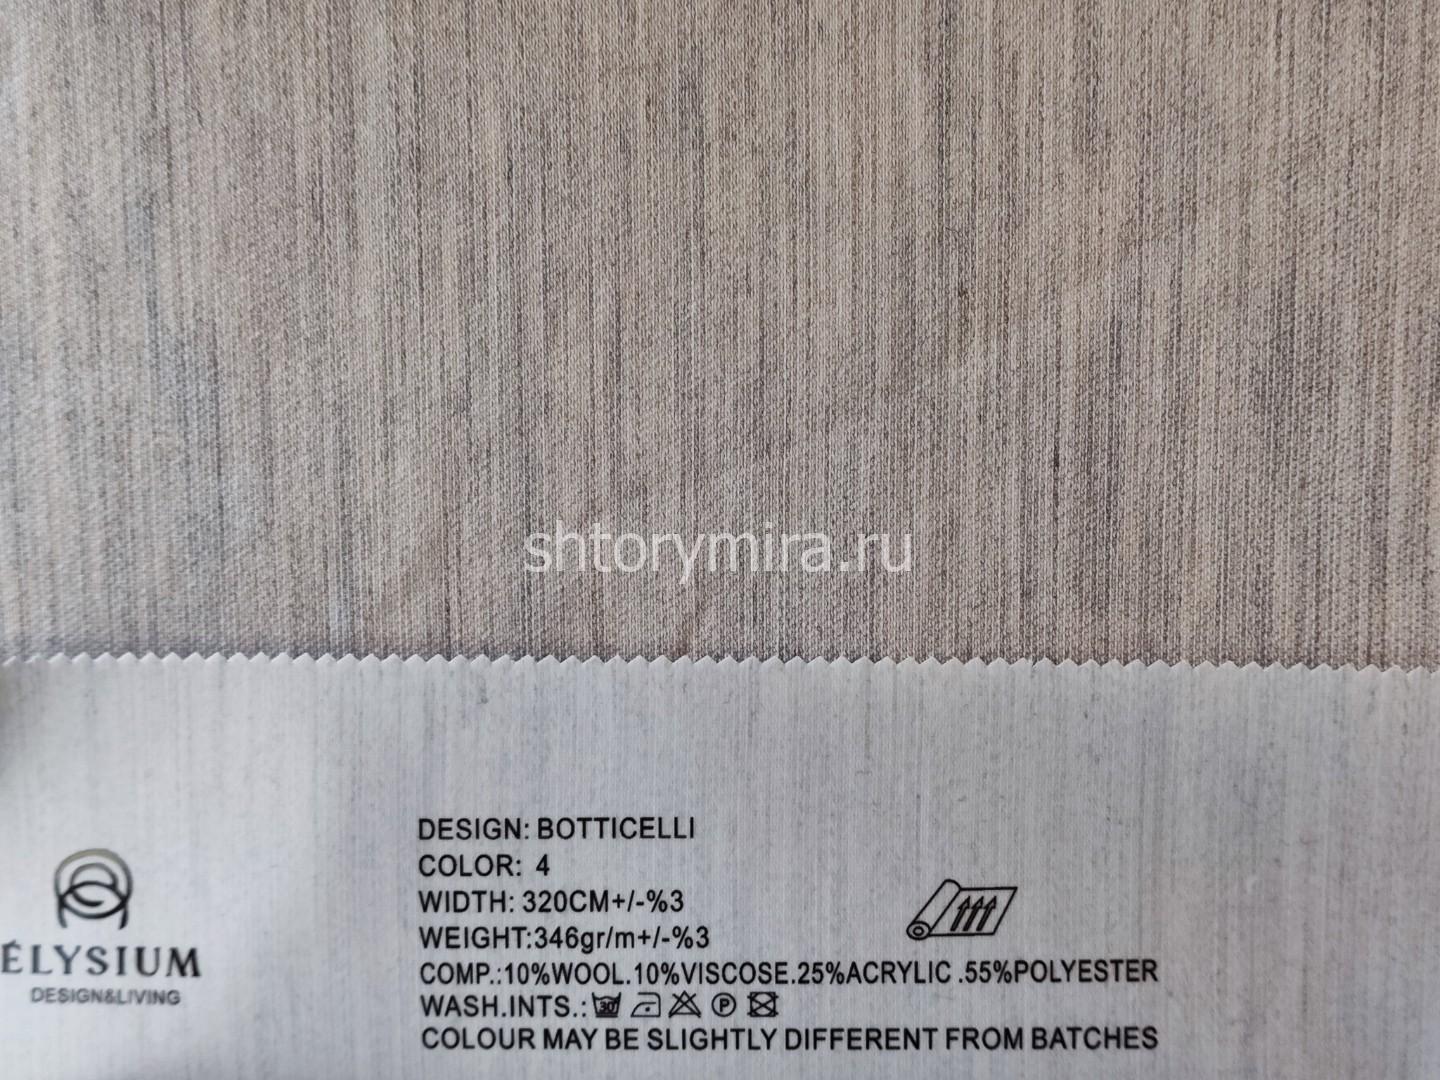 shtorymira.ru
DESIGN: BOTTICELLI
COLOR: 4
WIDTH: 320CM+/-%3
WEIGHT:346gr/m+/-%3
COMP.:10%WOOL.10%VISCOSE.25%ACRYLIC .55%POLYESTER
WASH.INTS.: 30 P
COLOUR MAY BE SLIGHTLY DIFFERENT FROM BATCHES
ÉLYSIUM
DESIGN&LIVING